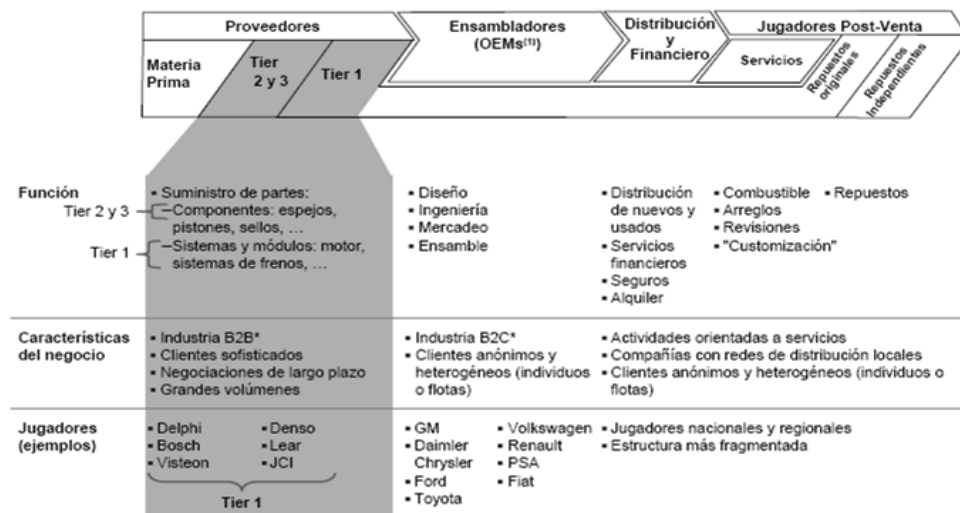 Proveedores
Ensambladores
(OEMs(1))
Distribución
y
Financiero
Jugadores Post-Venta
Materia
Prima
Tier
2 y 3
Tier 1
Servicios
Repuestos
originales
Repuestos
Independientes
Función
Tier 2 y 3
Tier 1
▪ Suministro de partes:
–Componentes: espejos,
pistones, sellos, ...
–Sistemas y módulos: motor,
sistemas de frenos, ...
▪ Diseño
▪ Ingeniería
▪ Mercadeo
▪ Ensamble
▪ Distribución
de nuevos y
usados
▪ Servicios
financieros
▪ Seguros
▪ Alquiler
▪ Combustible
▪ Arreglos
▪ Revisiones
▪ "Customización"
▪ Repuestos
Características
del negocio
▪ Industria B2B*
▪ Clientes sofisticados
▪ Negociaciones de largo plazo
▪ Grandes volúmenes
▪ Industria B2C*
▪ Clientes anónimos y
heterogéneos (individuos
o flotas)
▪ Actividades orientadas a servicios
▪ Compañías con redes de distribución locales
▪ Clientes anónimos y heterogéneos (individuos o
flotas)
Jugadores
(ejemplos)
▪ Delphi
▪ Bosch
▪ Visteon
▪ Denso
▪ Lear
▪ JCI
Tier 1
▪ GM
▪ Daimler
Chrysler
▪ Ford
▪ Toyota
▪ Volkswagen
▪ Renault
▪ PSA
▪ Fiat
▪ Jugadores nacionales y regionales
▪ Estructura más fragmentada